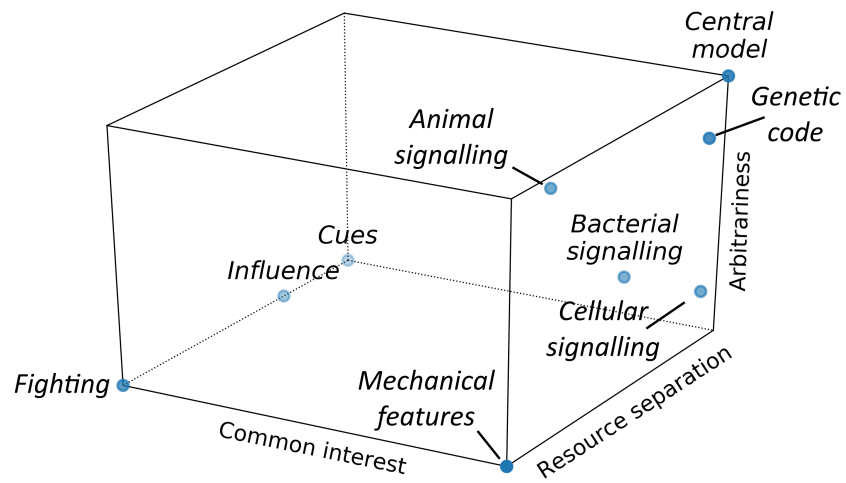 Central
model
Genetic
code
Animal
signalling
Arbitrariness
Bacterial
signalling
Cues
Influence
Cellular
signalling
Fighting
Mechanical
features
Common interest
Resource separation